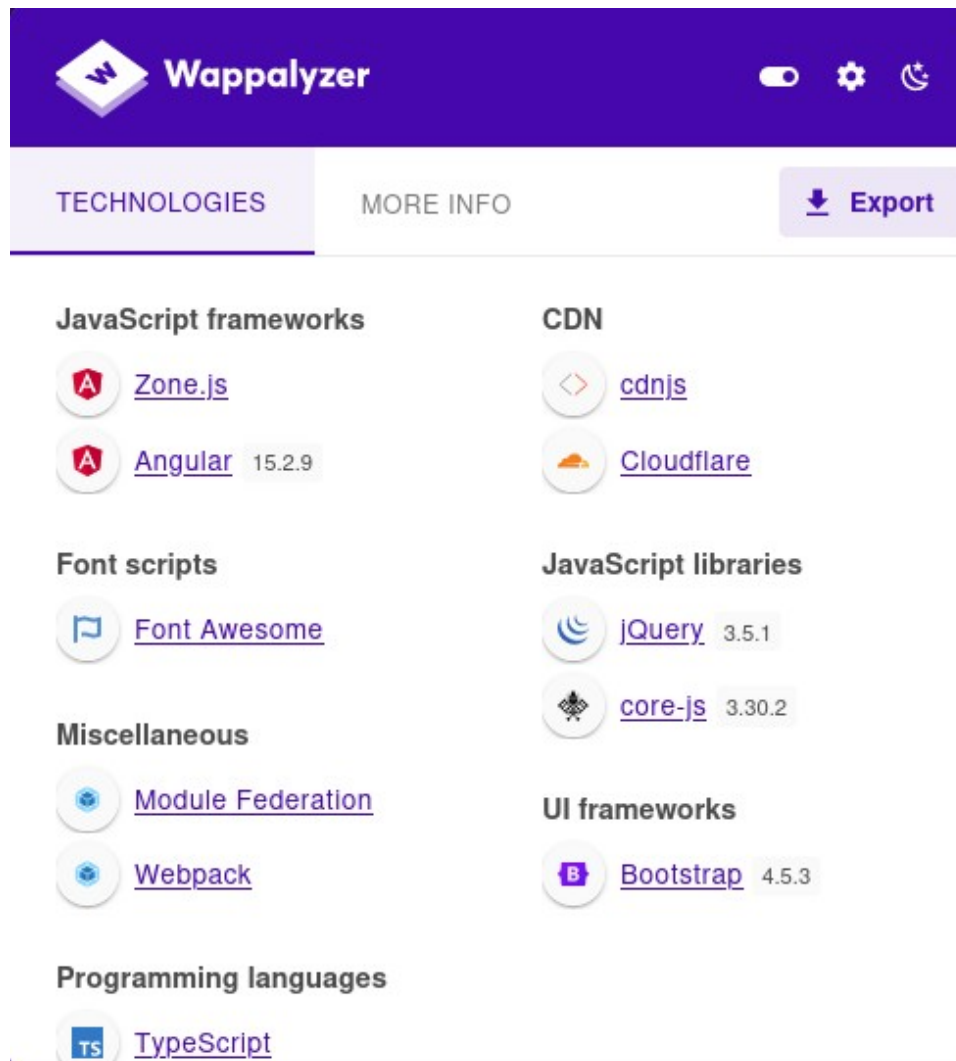 Wappalyzer
TECHNOLOGIES
MORE INFO
Export
JavaScript frameworks
Zone.js
Angular 15.2.9
Font scripts
Font Awesome
Miscellaneous
Module Federation
Webpack
Programming languages
TS TypeScript
CDN
cdnjs
Cloudflare
JavaScript libraries
jQuery 3.5.1
core-js 3.30.2
UI frameworks
B Bootstrap 4.5.3